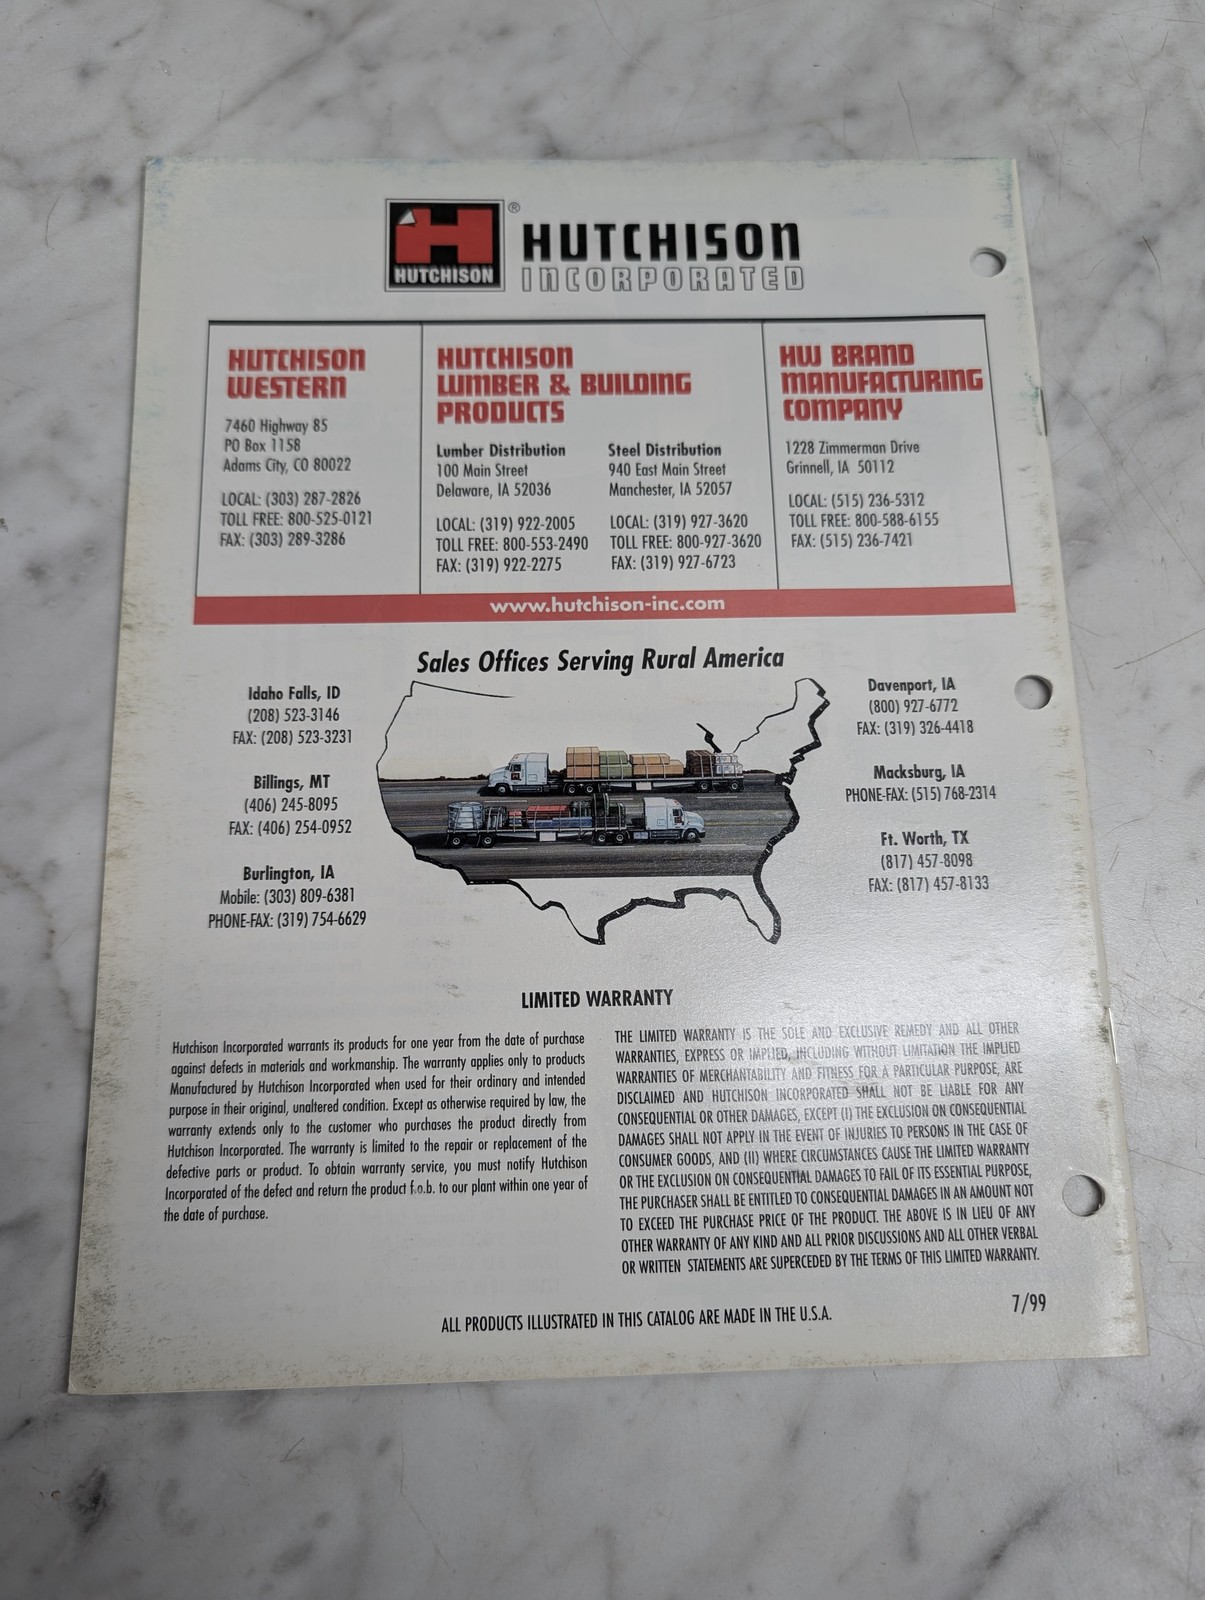 HUTCHISON
®
HUTCHISON
INCORPORATED
HUTCHISON
WESTERN
7460 Highway 85
PO Box 1158
Adams City, CO 80022
LOCAL: (303) 287-2826
TOLL FREE: 800-525-0121
FAX: (303) 289-3286
HUTCHISON
LUMBER & BUILDING
PRODUCTS
Lumber Distribution
100 Main Street
Delaware, IA 52036
LOCAL: (319) 922-2005
TOLL FREE: 800-553-2490
FAX: (319) 922-2275
Steel Distribution
940 East Main Street
Manchester, IA 52057
LOCAL: (319) 927-3620
TOLL FREE: 800-927-3620
FAX: (319) 927-6723
HW BRAND
MANUFACTURING
COMPANY
1228 Zimmerman Drive
Grinnell, IA 50112
LOCAL: (515) 236-5312
TOLL FREE: 800-588-6155
FAX: (515) 236-7421
www.hutchison-inc.com
Sales Offices Serving Rural America
Idaho Falls, ID
(208) 523-3146
FAX: (208) 523-3231
Billings, MT
(406) 245-8095
FAX: (406) 254-0952
Burlington, IA
Mobile: (303) 809-6381
PHONE-FAX: (319) 754-6629
Davenport, IA
(800) 927-6772
FAX: (319) 326-4418
Macksburg, IA
PHONE-FAX: (515) 768-2314
Ft. Worth, TX
(817) 457-8098
FAX: (817) 457-8133
LIMITED WARRANTY
Hutchison Incorporated warrants its products for one year from the date of purchase
against defects in materials and workmanship. The warranty applies only to products
Manufactured by Hutchison Incorporated when used for their ordinary and intended
purpose in their original, unaltered condition. Except as otherwise required by law, the
warranty extends only to the customer who purchases the product directly from
Hutchison Incorporated. The warranty is limited to the repair or replacement of the
defective parts or product. To obtain warranty service, you must notify Hutchison
Incorporated of the defect and return the product f.o.b. to our plant within one year of
the date of purchase.
THE LIMITED WARRANTY IS THE SOLE AND EXCLUSIVE REMEDY AND ALL OTHER
WARRANTIES, EXPRESS OR IMPLIED, INCLUDING WITHOUT LIMITATION THE IMPLIED
WARRANTIES OF MERCHANTABILITY AND FITNESS FOR A PARTICULAR PURPOSE, ARE
DISCLAIMED AND HUTCHISON INCORPORATED SHALL NOT BE LIABLE FOR ANY
CONSEQUENTIAL OR OTHER DAMAGES, EXCEPT (I) THE EXCLUSION ON CONSEQUENTIAL
DAMAGES SHALL NOT APPLY IN THE EVENT OF INJURIES TO PERSONS IN THE CASE OF
CONSUMER GOODS, AND (II) WHERE CIRCUMSTANCES CAUSE THE LIMITED WARRANTY
OR THE EXCLUSION ON CONSEQUENTIAL DAMAGES TO FAIL OF ITS ESSENTIAL PURPOSE,
THE PURCHASER SHALL BE ENTITLED TO CONSEQUENTIAL DAMAGES IN AN AMOUNT NOT
TO EXCEED THE PURCHASE PRICE OF THE PRODUCT. THE ABOVE IS IN LIEU OF ANY
OTHER WARRANTY OF ANY KIND AND ALL PRIOR DISCUSSIONS AND ALL OTHER VERBAL
OR WRITTEN STATEMENTS ARE SUPERCEDED BY THE TERMS OF THIS LIMITED WARRANTY.
7/99
ALL PRODUCTS ILLUSTRATED IN THIS CATALOG ARE MADE IN THE U.S.A.